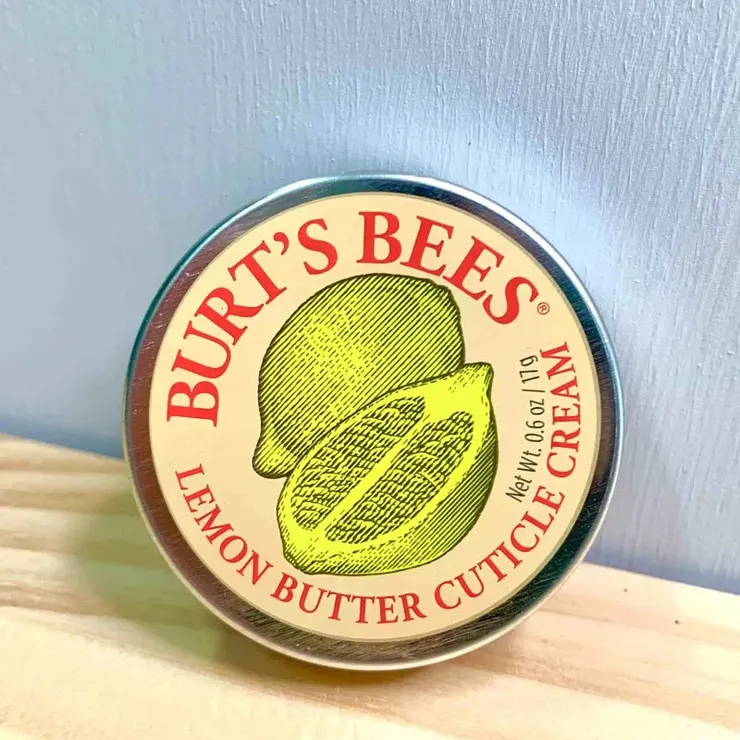 BURT'S BEES®
Net Wt. 0.6 oz / 17g
LEMON BUTTER CUTICLE CREAM